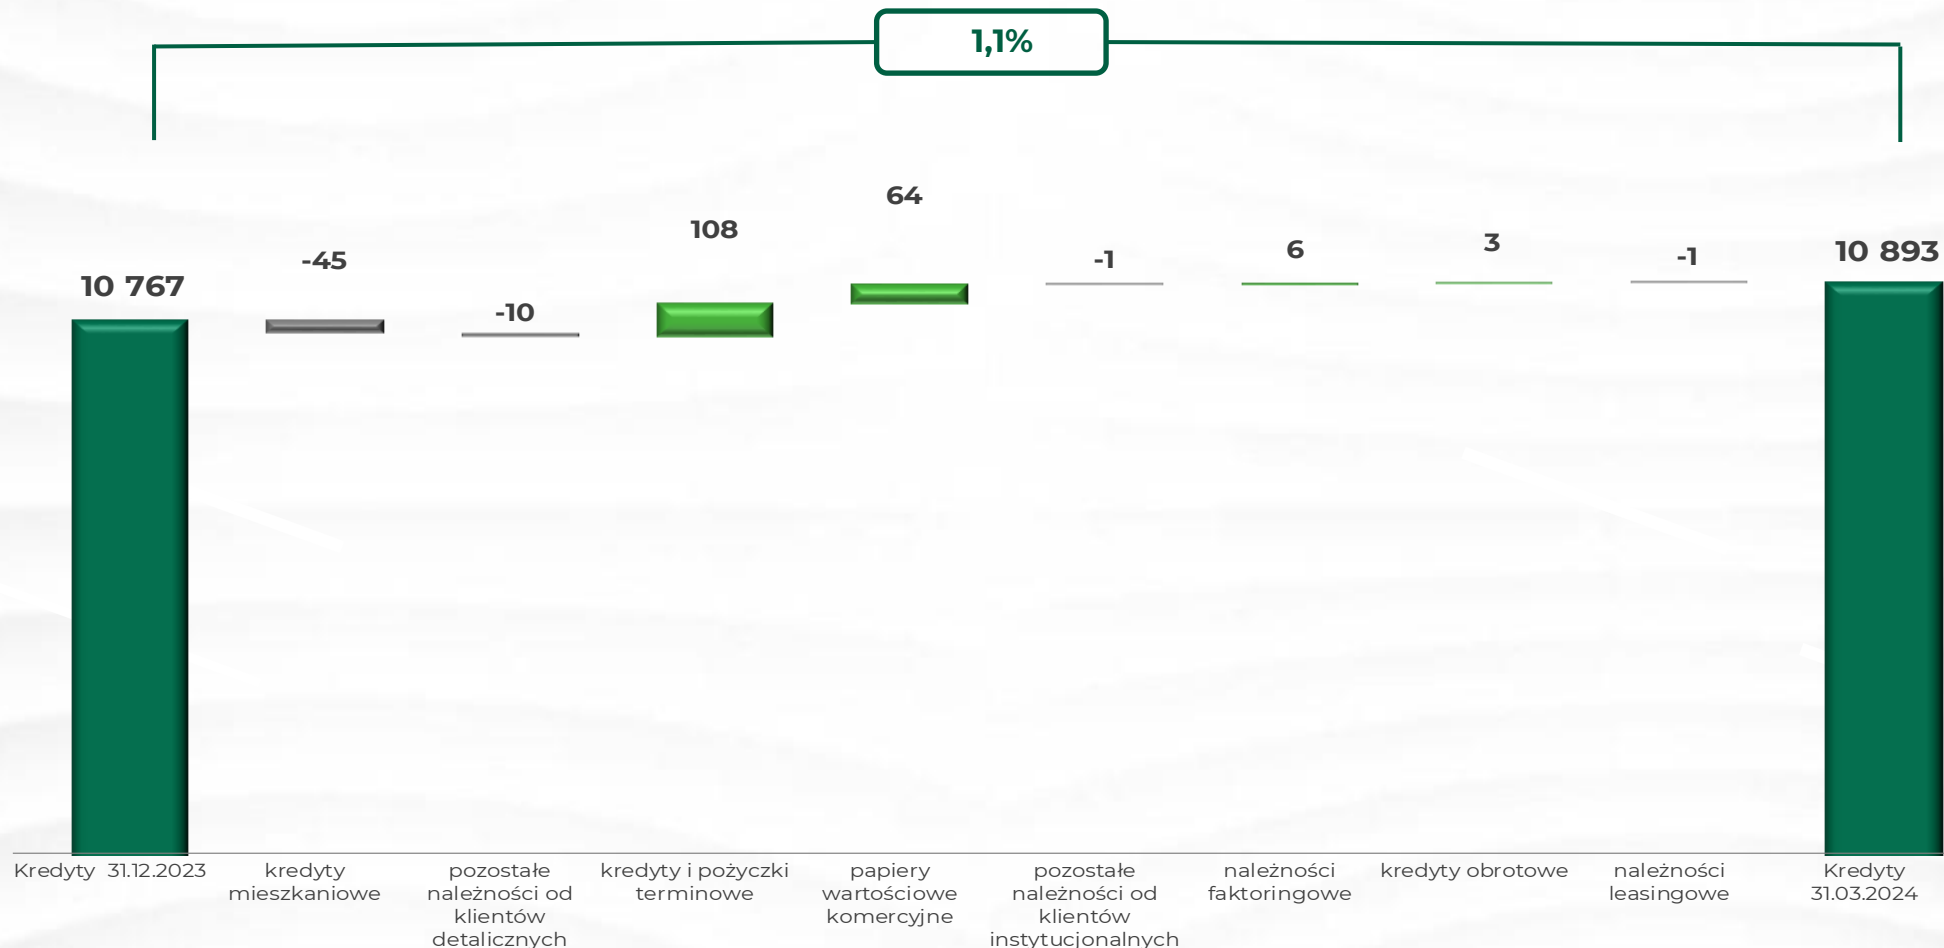 1,1%
10 767
-45
-10
108
64
-1
6
3
-1
10 893
Kredyty 31.12.2023
kredyty
mieszkaniowe
pozostałe
należności od
klientów
detalicznych
kredyty i pożyczki
terminowe
papiery
wartościowe
komercyjne
pozostałe
należności od
klientów
instytucjonalnych
należności
faktoringowe
kredyty obrotowe
należności
leasingowe
Kredyty
31.03.2024